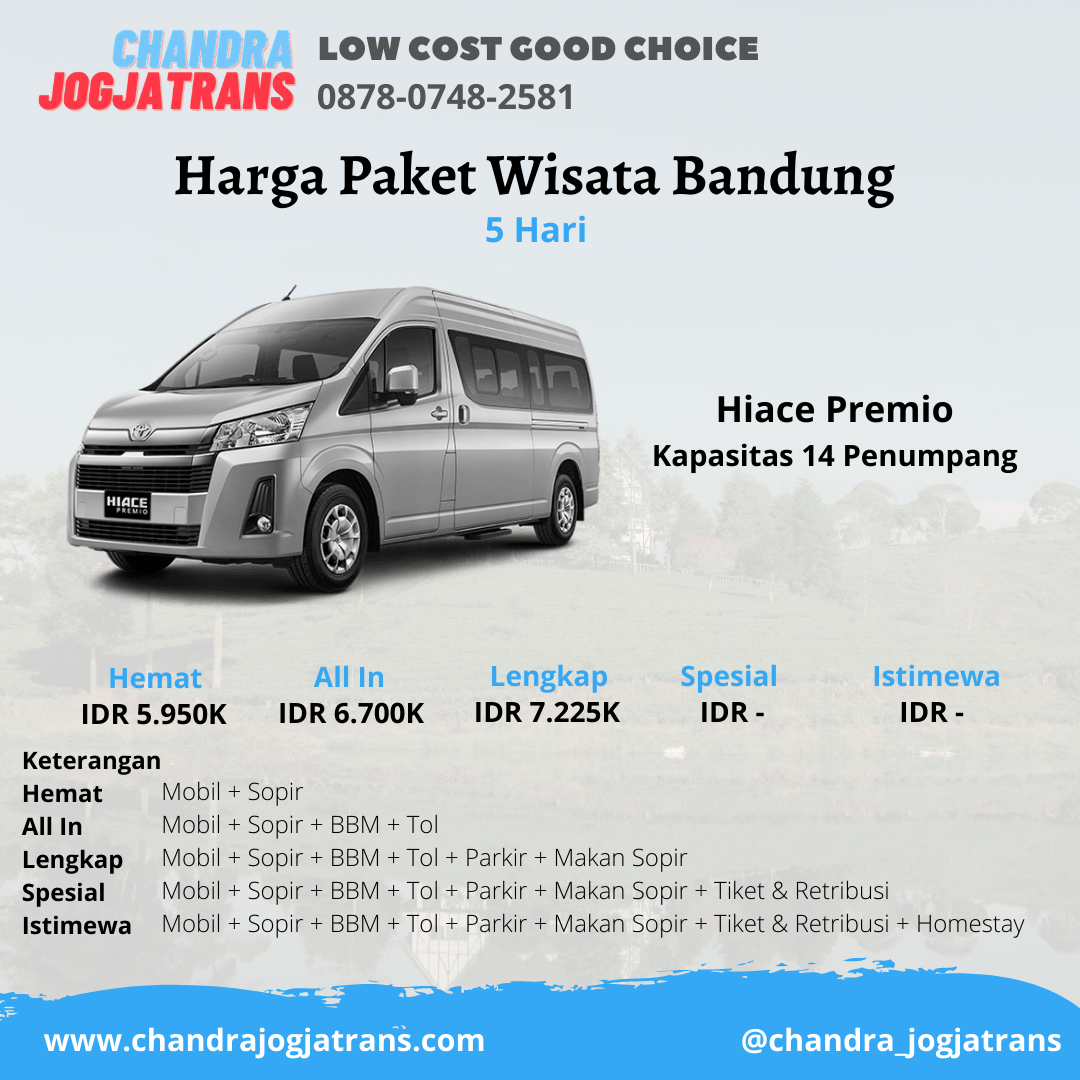 CHANDRA
JOGJATRANS
LOW COST GOOD CHOICE
0878-0748-2581
Harga Paket Wisata Bandung
5 Hari
HIACE
PREMIO
Hiace Premio
Kapasitas 14 Penumpang
Hemat All In Lengkap Spesial Istimewa
IDR 5.950K IDR 6.700K IDR 7.225K IDR - IDR -
Keterangan
Hemat Mobil + Sopir
All In Mobil + Sopir + BBM + Tol
Lengkap Mobil + Sopir + BBM + Tol + Parkir + Makan Sopir
Spesial Mobil + Sopir + BBM + Tol + Parkir + Makan Sopir + Tiket & Retribusi
Istimewa Mobil + Sopir + BBM + Tol + Parkir + Makan Sopir + Tiket & Retribusi + Homestay
www.chandrajogjatrans.com @chandra_jogjatrans